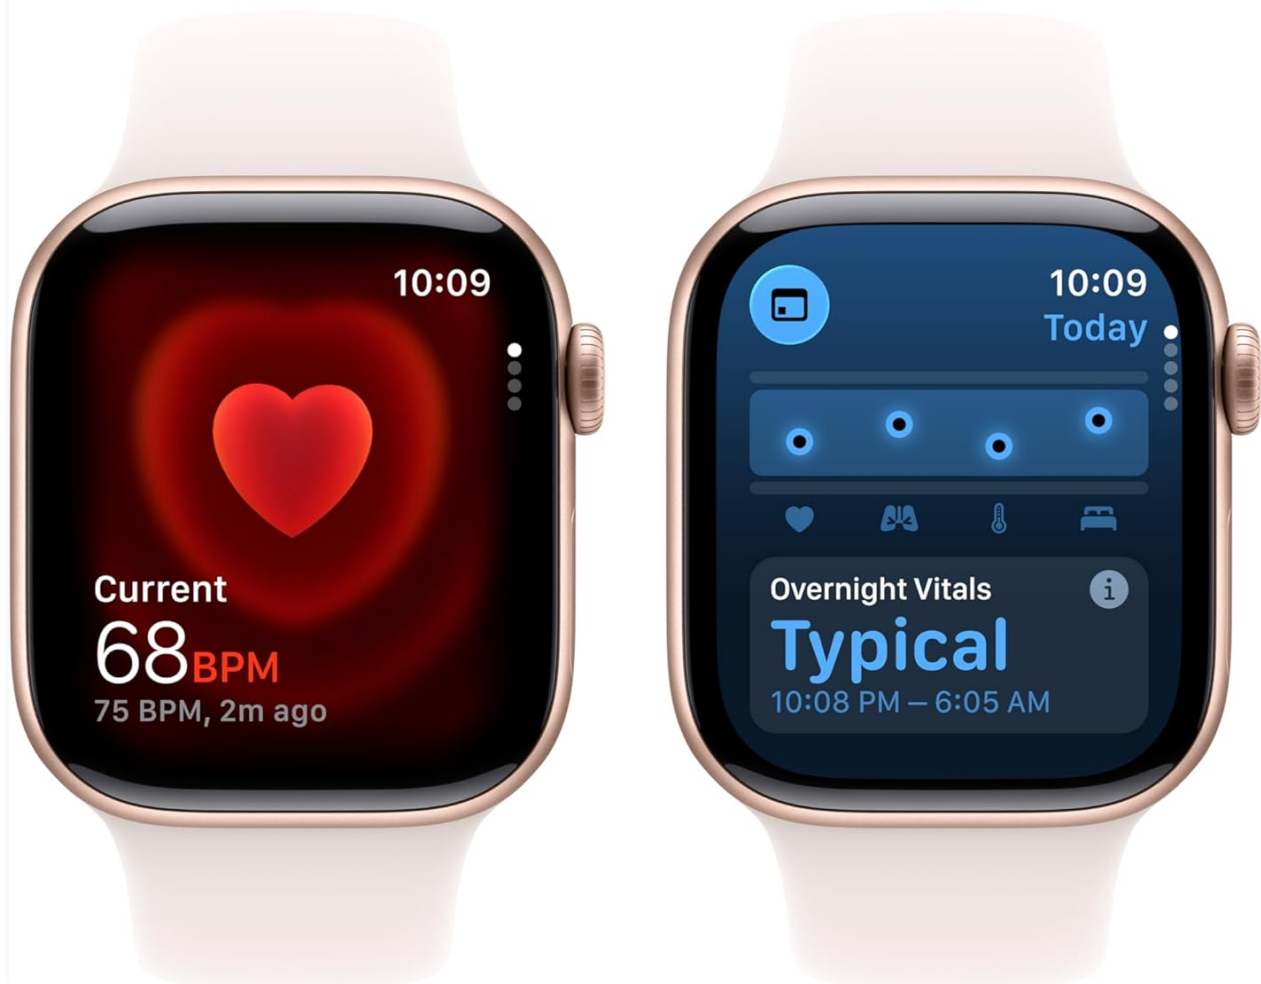 10:09
Current
68BPM
75 BPM, 2m ago
10:09
Today
Overnight Vitals
i
Typical
10:08 PM – 6:05 AM